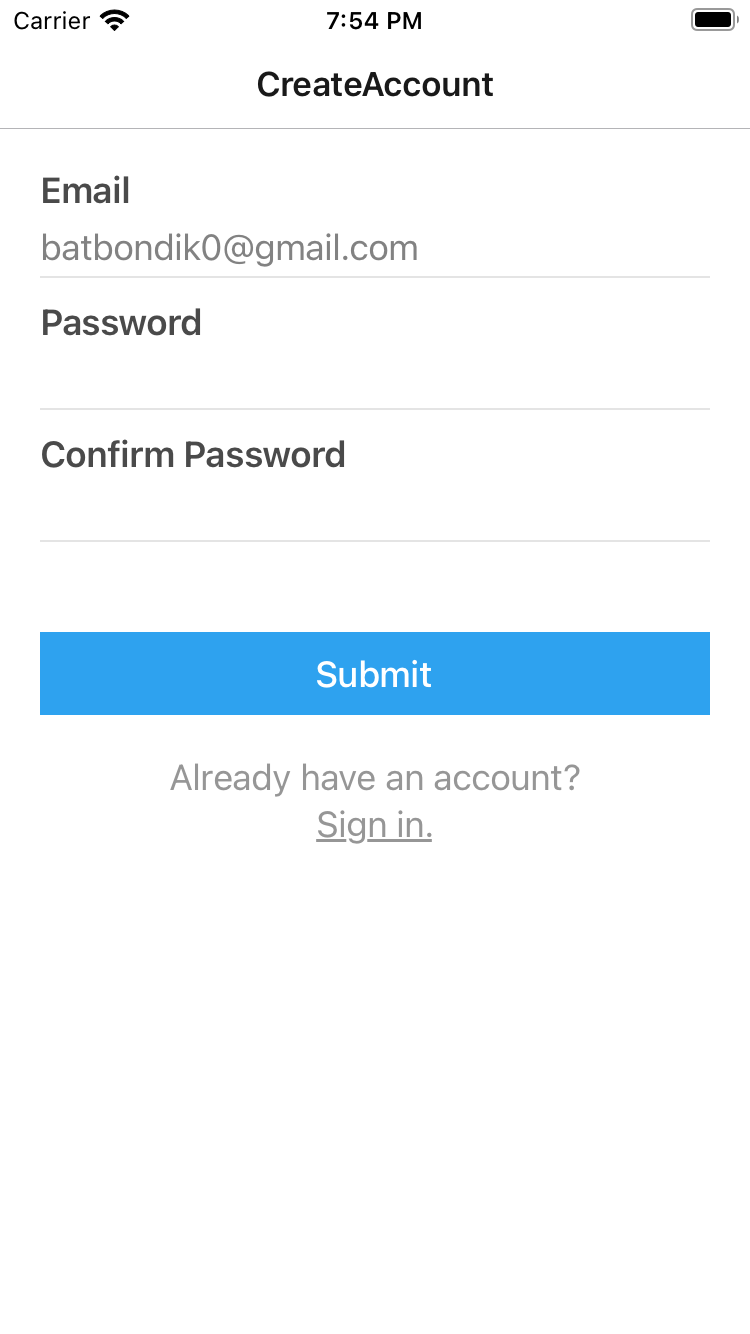 Carrier 7:54 PM
CreateAccount
Email
batbondik0@gmail.com
Password
Confirm Password
Submit
Already have an account?
Sign in.